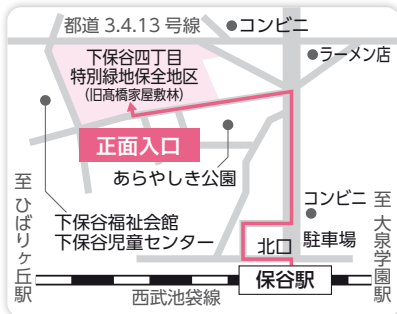 都道 3.4.13 号線
コンビニ
下保谷四丁目
特別緑地保全地区
(旧髙橋家屋敷林)
ラーメン店
正面入口
あらやしき公園
至 ひばりヶ丘駅
下保谷福祉会館
下保谷児童センター
コンビニ
駐車場
至 大泉学園駅
北口
保谷駅
西武池袋線